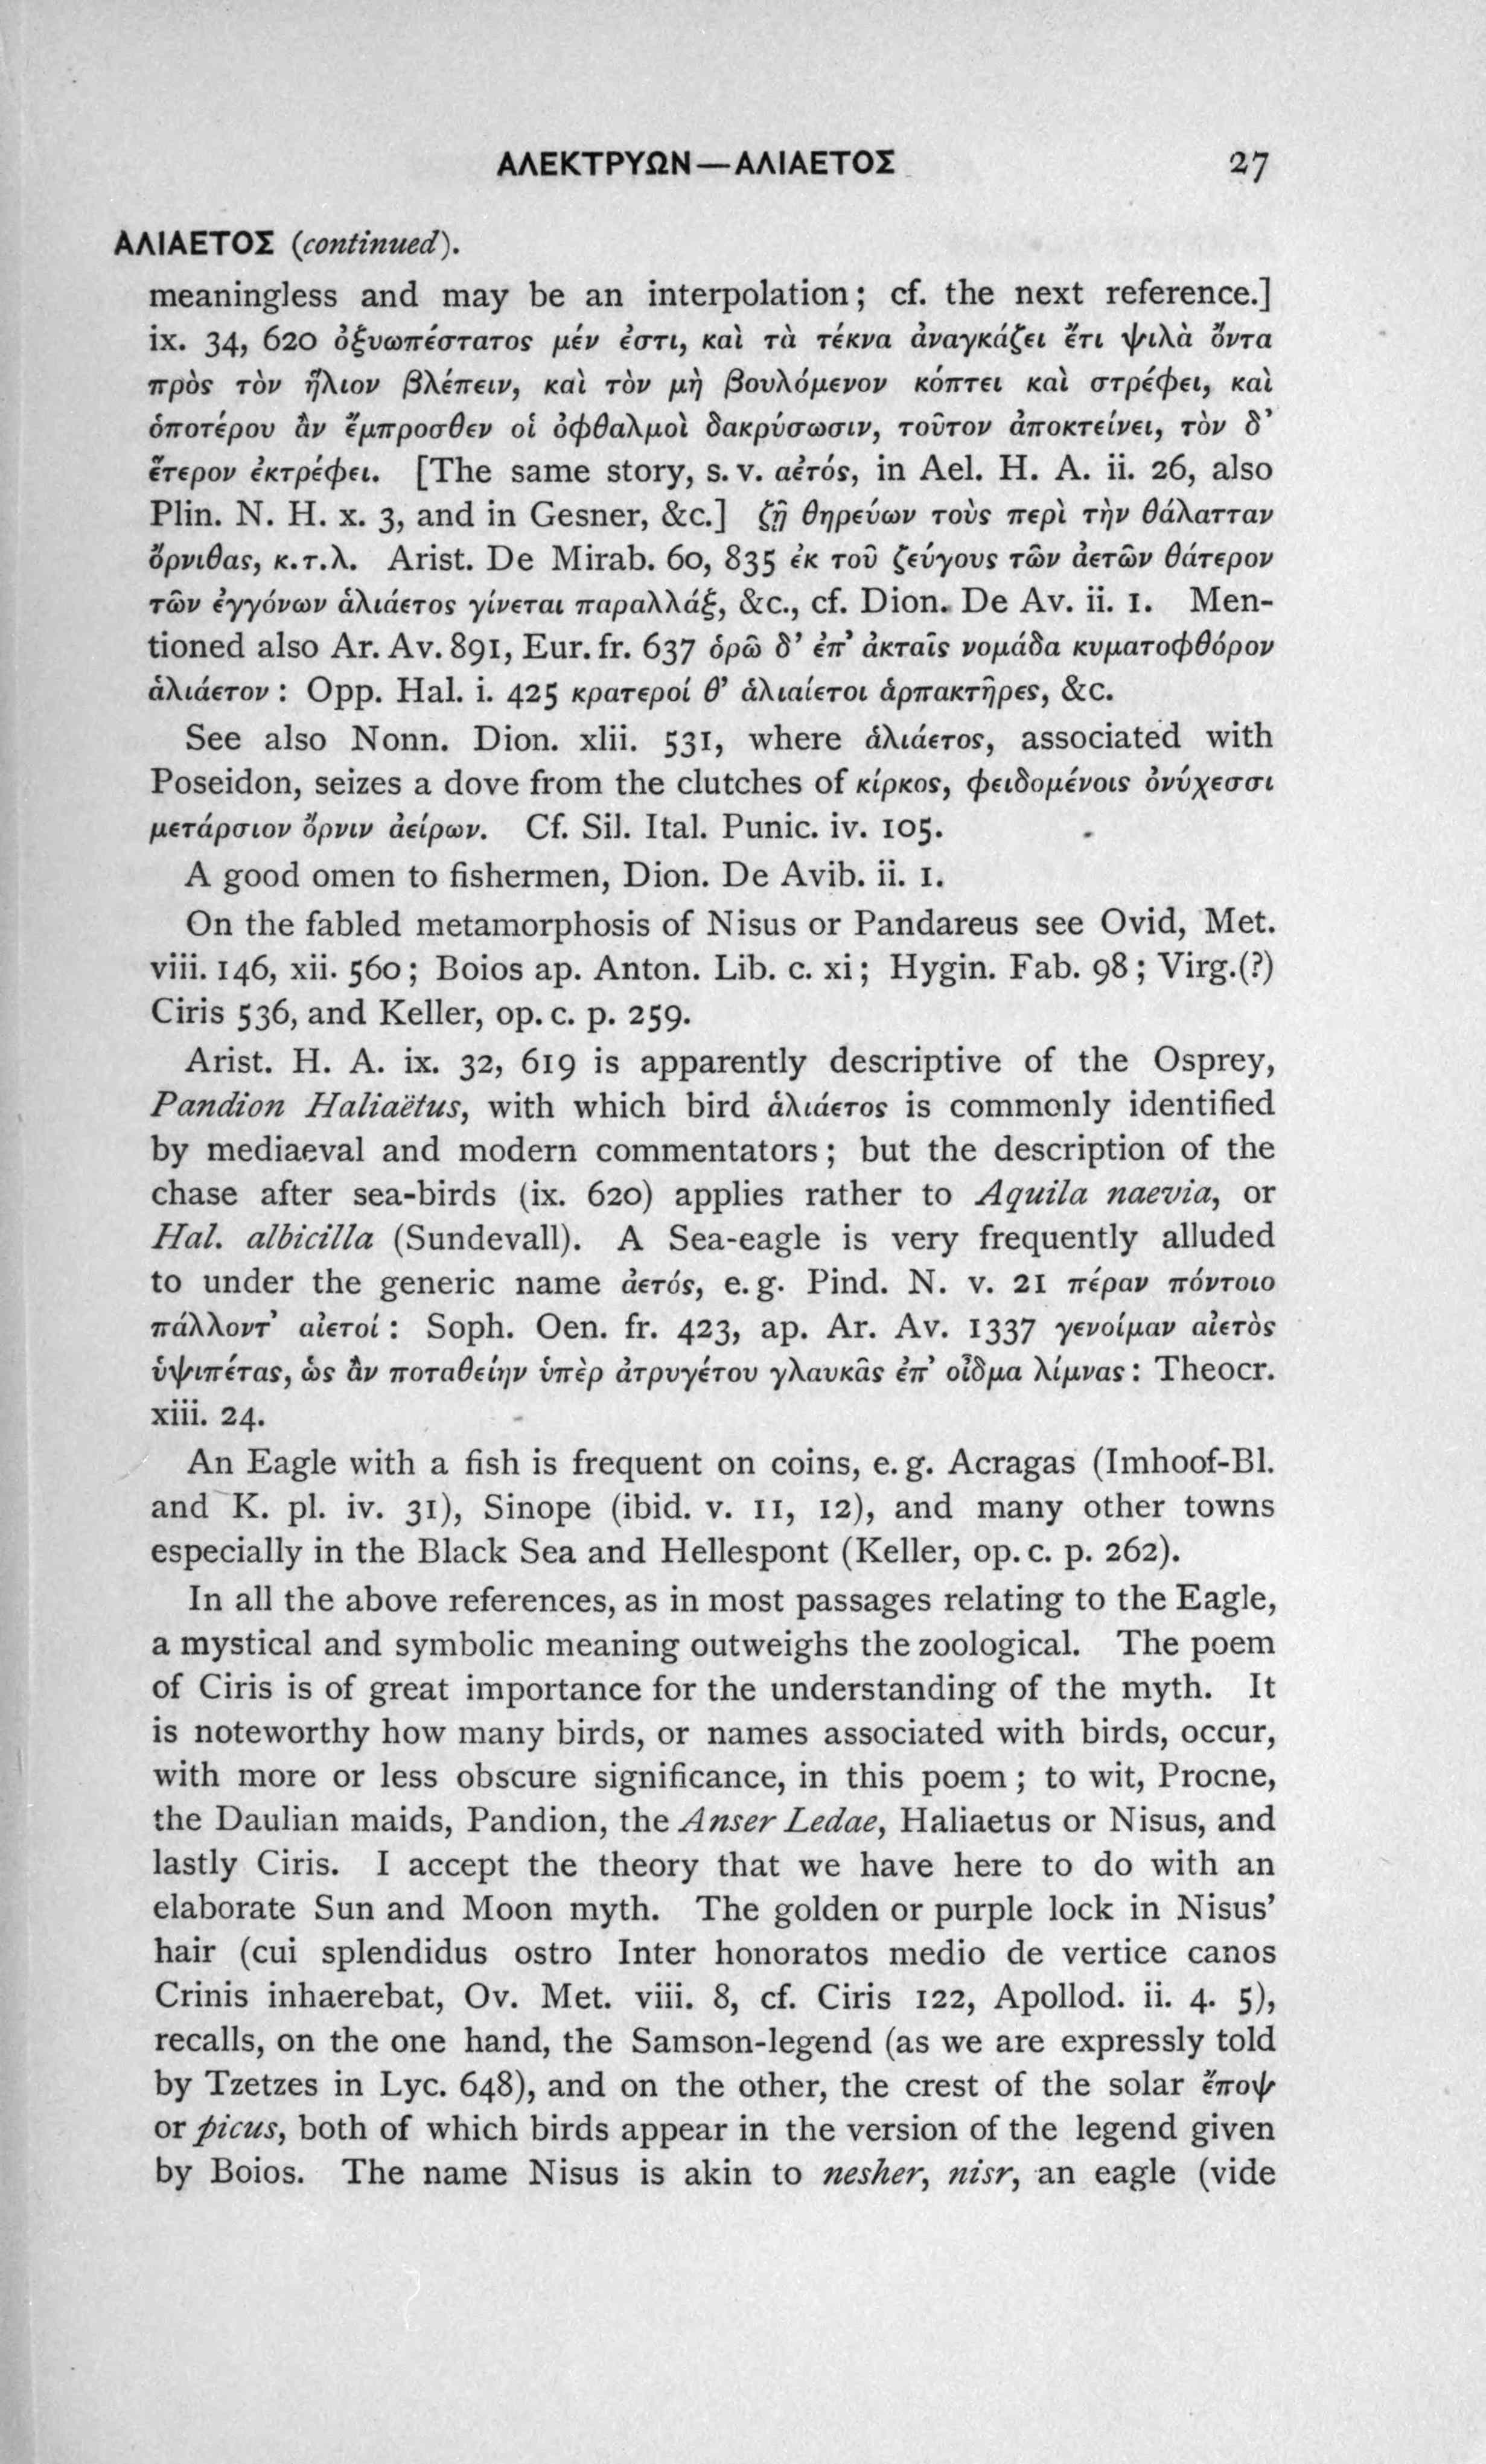 ΑΛΕΚΤΡΥΩΝ—ΑΛΙΑΕΤΟΣ 27
ΑΛΙΑΕΤΟΣ (continued).
meaningless and may be an interpolation; cf. the next reference.]
ix. 34, 620 ὀξυωπέστατος μέν ἐστι, καὶ τὰ τέκνα ἀναγκάζει ἔτι ψιλὰ ὄντα
πρὸς τὸν ἥλιον βλέπειν, καὶ τὸν μὴ βουλόμενον κόπτει καὶ στρέφει, καὶ
ὁποτέρου ἂν ἔμπροσθεν οἱ ὀφθαλμοὶ δακρύσωσιν, τοῦτον ἀποκτείνει, τὸν δ'
ἕτερον ἐκτρέφει. [The same story, s. v. αἐτός, in Ael. H. A. ii. 26, also
Plin. N. H. x. 3, and in Gesner, &c.] ζῇ θηρεύων τοὺς περὶ τὴν θάλατταν
ὄρνιθας, κ.τ.λ. Arist. De Mirab. 60, 835 ἐκ τοῦ ζεύγους τῶν ἀετῶν θάτερον
τῶν ἐγγόνων ἁλιάετος γίνεται παραλλάξ, &c., cf. Dion. De Av. ii. 1. Men-
tioned also Ar. Av. 891, Eur. fr. 637 ὁρῶ δ' ἐπ' ἀκταῖς νομάδα κυματοφθόρον
ἁλιάετον : Opp. Hal. i. 425 κρατεροί θ' ἁλιαίετοι ἁρπακτῆρες, &c.
See also Nonn. Dion. xlii. 531, where ἁλιάετος, associated with
Poseidon, seizes a dove from the clutches of κίρκος, φειδομένοις ὀνύχεσσι
μετάρσιον ὄρνιν ἀείρων. Cf. Sil. Ital. Punic. iv. 105.
A good omen to fishermen, Dion. De Avib. ii. 1.
On the fabled metamorphosis of Nisus or Pandareus see Ovid, Met.
viii. 146, xii. 560; Boios ap. Anton. Lib. c. xi; Hygin. Fab. 98; Virg.(?)
Ciris 536, and Keller, op. c. p. 259.
Arist. H. A. ix. 32, 619 is apparently descriptive of the Osprey,
Pandion Haliaëtus, with which bird ἁλιάετος is commonly identified
by mediaeval and modern commentators; but the description of the
chase after sea-birds (ix. 620) applies rather to Aquila naevia, or
Hal. albicilla (Sundevall). A Sea-eagle is very frequently alluded
to under the generic name ἀετός, e. g. Pind. N. v. 21 πέραν πόντοιο
πάλλοντ' αἰετοί : Soph. Oen. fr. 423, ap. Ar. Av. 1337 γενοίμαν αἰετὸς
ὑψιπέτας, ὡς ἂν ποταθείην ὑπὲρ ἀτρυγέτου γλαυκᾶς ἐπ' οἶδμα λίμνας : Theocr.
xiii. 24.
An Eagle with a fish is frequent on coins, e. g. Acragas (Imhoof-Bl.
and K. pl. iv. 31), Sinope (ibid. v. 11, 12), and many other towns
especially in the Black Sea and Hellespont (Keller, op. c. p. 262).
In all the above references, as in most passages relating to the Eagle,
a mystical and symbolic meaning outweighs the zoological. The poem
of Ciris is of great importance for the understanding of the myth. It
is noteworthy how many birds, or names associated with birds, occur,
with more or less obscure significance, in this poem; to wit, Procne,
the Daulian maids, Pandion, the Anser Ledae, Haliaetus or Nisus, and
lastly Ciris. I accept the theory that we have here to do with an
elaborate Sun and Moon myth. The golden or purple lock in Nisus'
hair (cui splendidus ostro Inter honoratos medio de vertice canos
Crinis inhaerebat, Ov. Met. viii. 8, cf. Ciris 122, Apollod. ii. 4. 5),
recalls, on the one hand, the Samson-legend (as we are expressly told
by Tzetzes in Lyc. 648), and on the other, the crest of the solar ἔποψ
or picus, both of which birds appear in the version of the legend given
by Boios. The name Nisus is akin to nesher, nisr, an eagle (vide